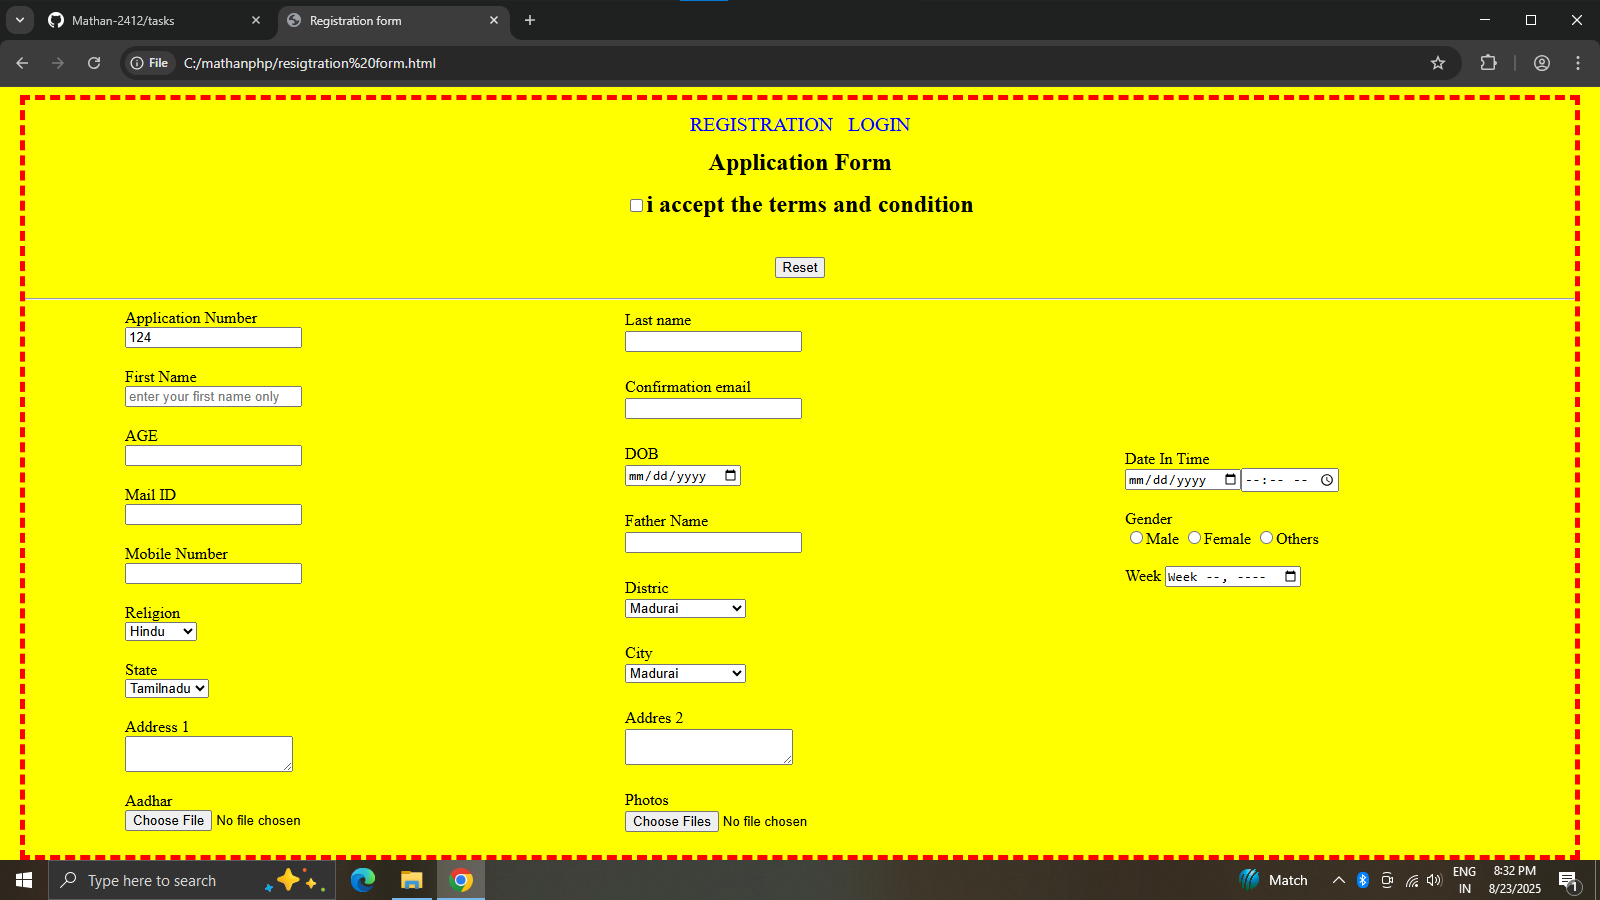 Mathan-2412/tasks
Registration form
File
C:/mathanphp/resigtration%20form.html
REGISTRATION LOGIN
Application Form
i accept the terms and condition
Reset
Application Number
124
First Name
enter your first name only
AGE
Mail ID
Mobile Number
Religion
Hindu
State
Tamilnadu
Address 1
Aadhar
Choose File No file chosen
Last name
Confirmation email
DOB
mm/dd/yyyy
Father Name
Distric
Madurai
City
Madurai
Addres 2
Photos
Choose Files No file chosen
Date In Time
mm/dd/yyyy --:-- --
Gender
Male Female Others
Week Week --, ----
Type here to search
Match
ENG
IN
8:32 PM
8/23/2025
1